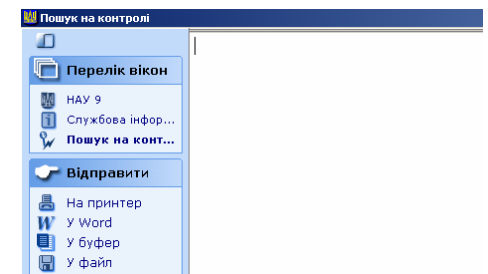 Пошук на контролі
Перелік вікон
НАУ 9
Службова інфор...
Пошук на конт...
Відправити
На принтер
У Word
У буфер
У файл